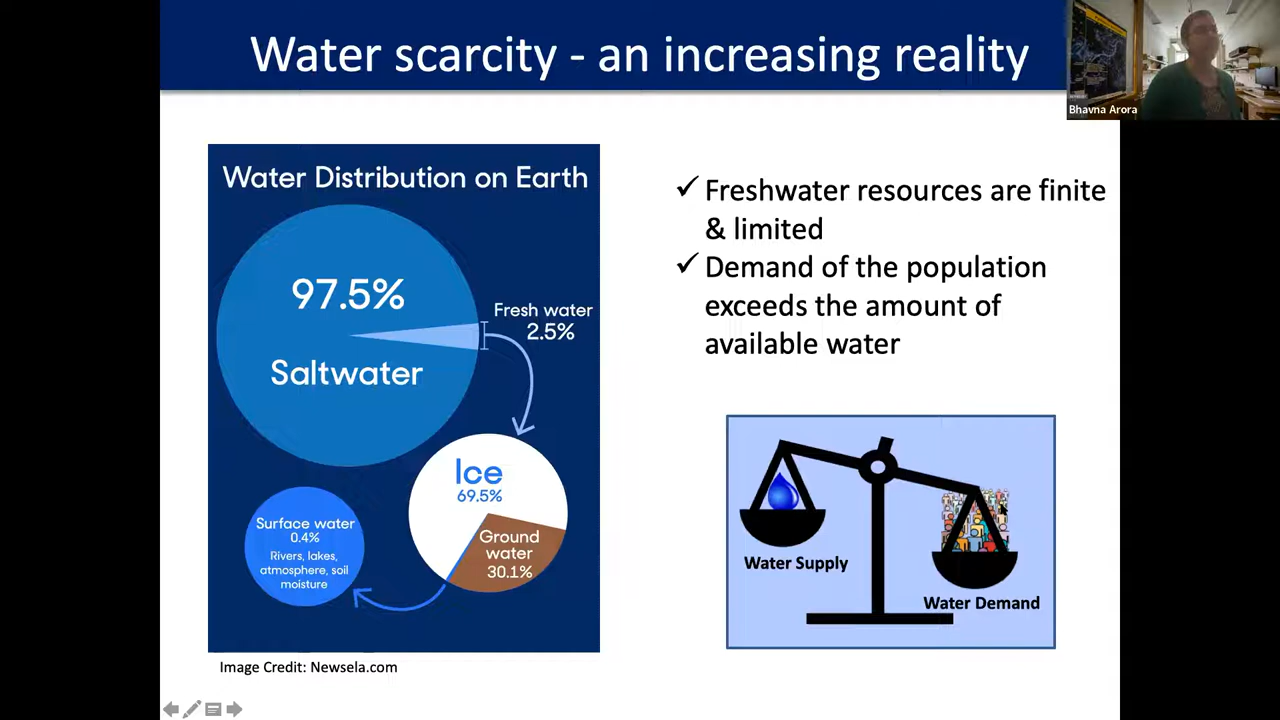 Water scarcity - an increasing reality
Bhavna Arora
Water Distribution on Earth
97.5%
Saltwater
Fresh water
2.5%
Ice
69.5%
Ground
water
30.1%
Surface water
0.4%
Rivers, lakes,
atmosphere, soil
moisture
Image Credit: Newsela.com
✓ Freshwater resources are finite
& limited
✓ Demand of the population
exceeds the amount of
available water
Water Supply
Water Demand